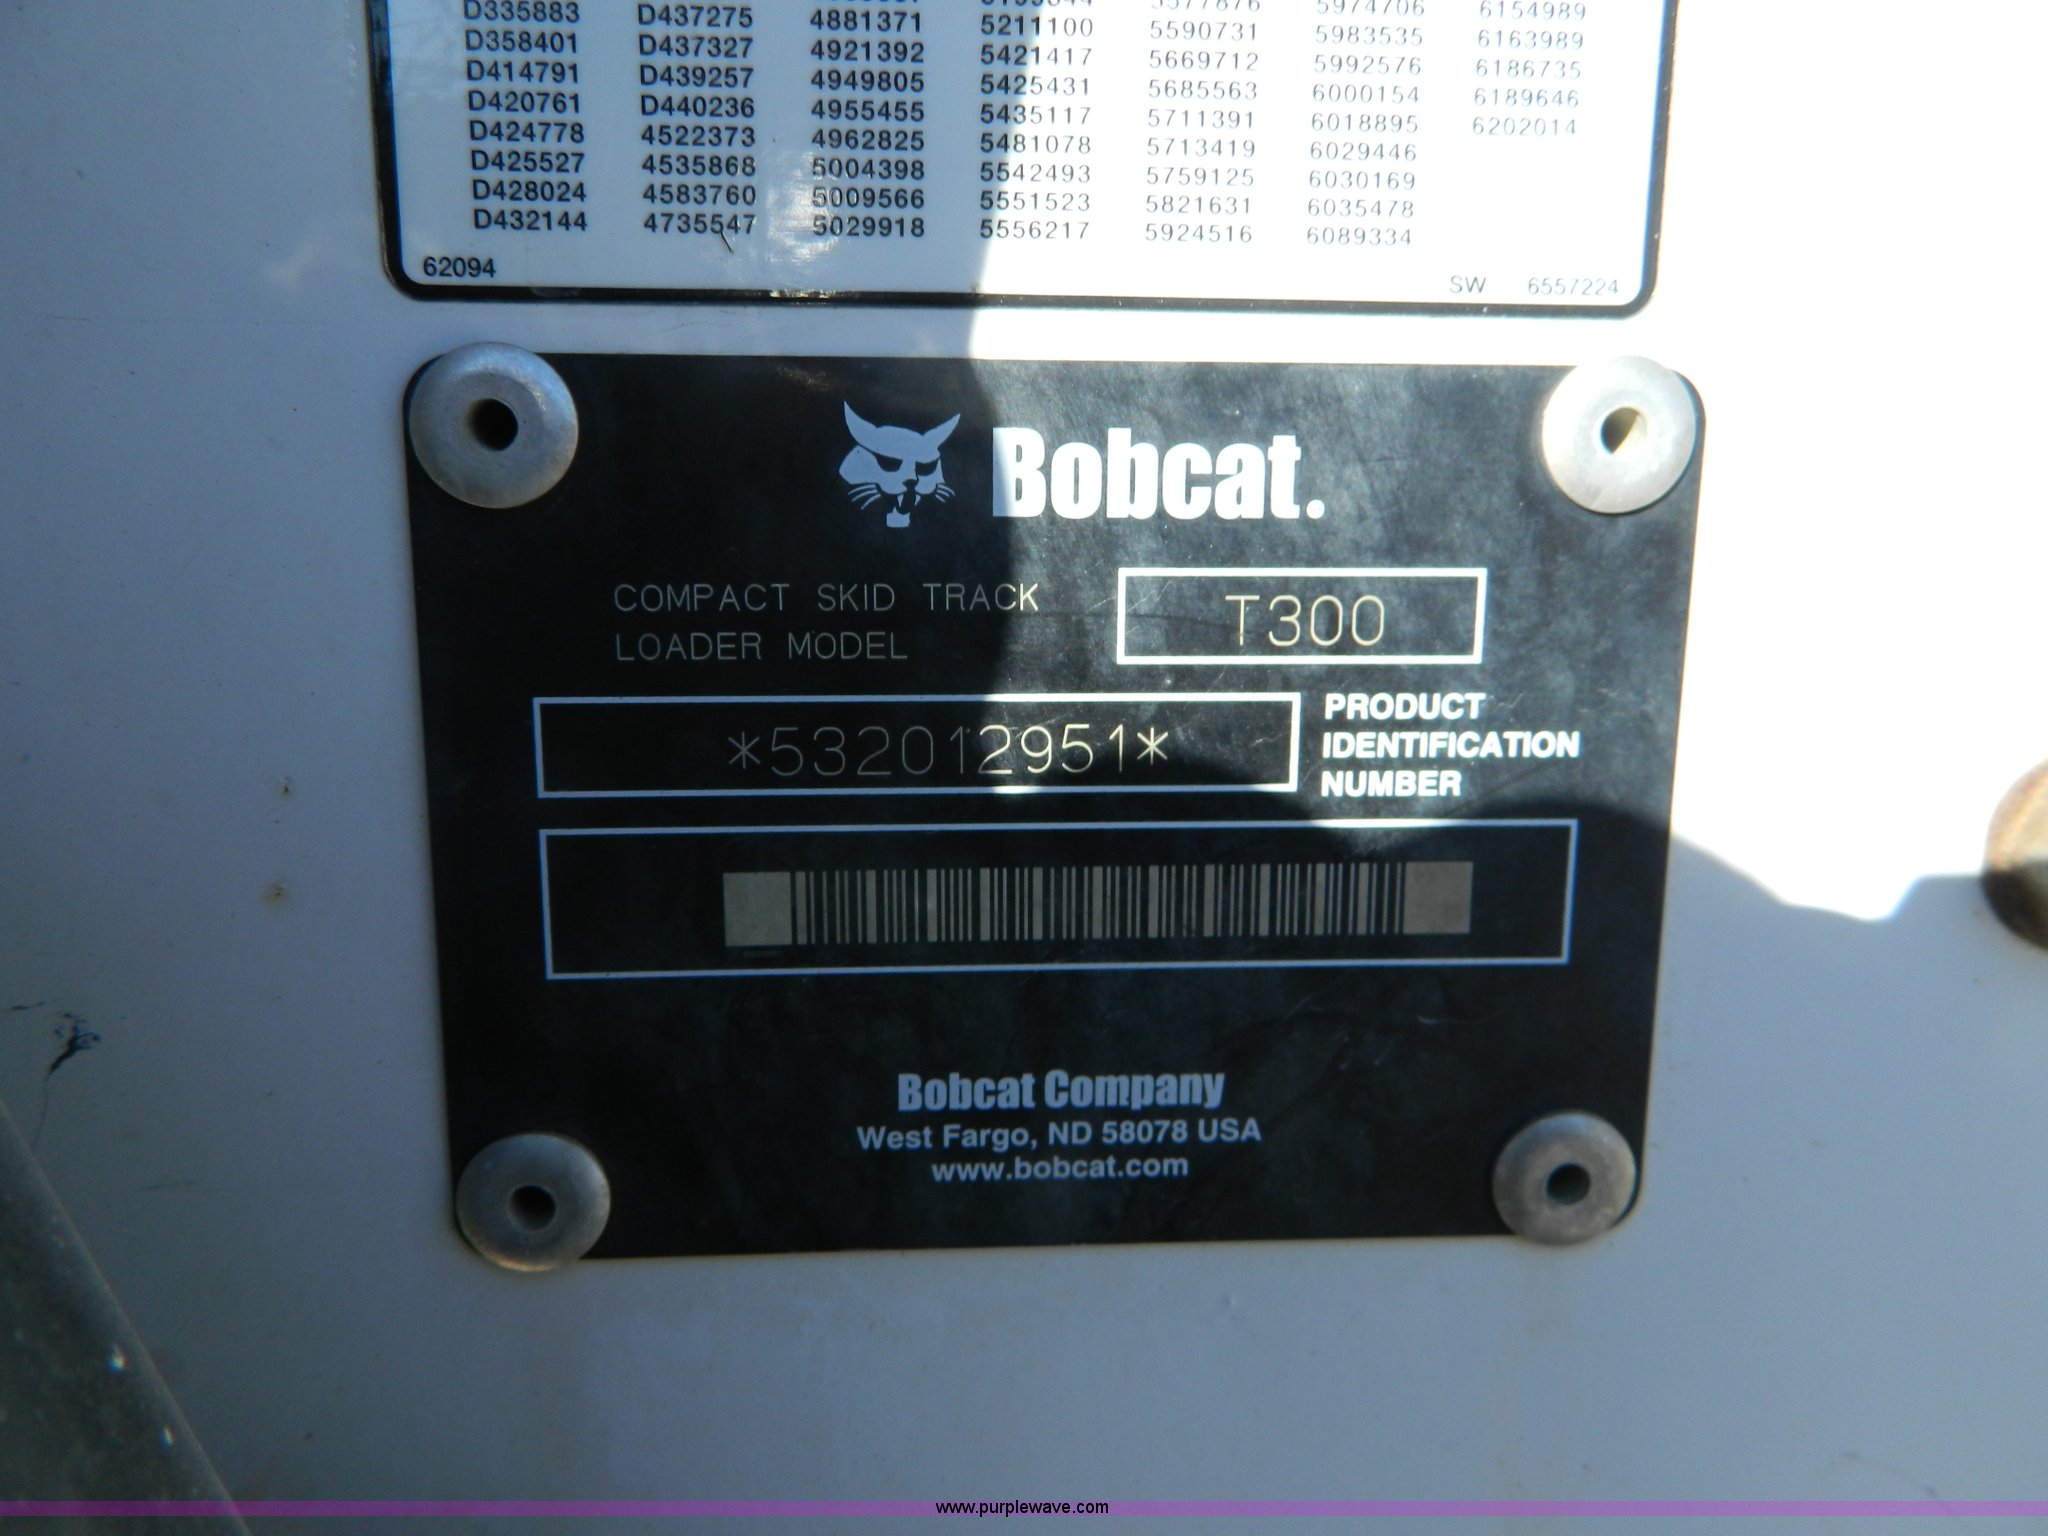 D335883 D437275 4881371 5211100 5590731 5974706 6154989
D358401 D437327 4921392 5421417 5669712 5983535 6163989
D414791 D439257 4949805 5425431 5685563 5992576 6186735
D420761 D440236 4955455 5435117 5711391 6000154 6189646
D424778 4522373 4962825 5481078 5713419 6018895 6202014
D425527 4535868 5004398 5542493 5759125 6029446
D428024 4583760 5009566 5551523 5821631 6030169
D432144 4735547 5029918 5556217 5924516 6035478
6089334
62094
SW 6557224
Bobcat.
COMPACT SKID TRACK
LOADER MODEL
T300
*532012951*
PRODUCT
IDENTIFICATION
NUMBER
Bobcat Company
West Fargo, ND 58078 USA
www.bobcat.com
www.purplewave.com